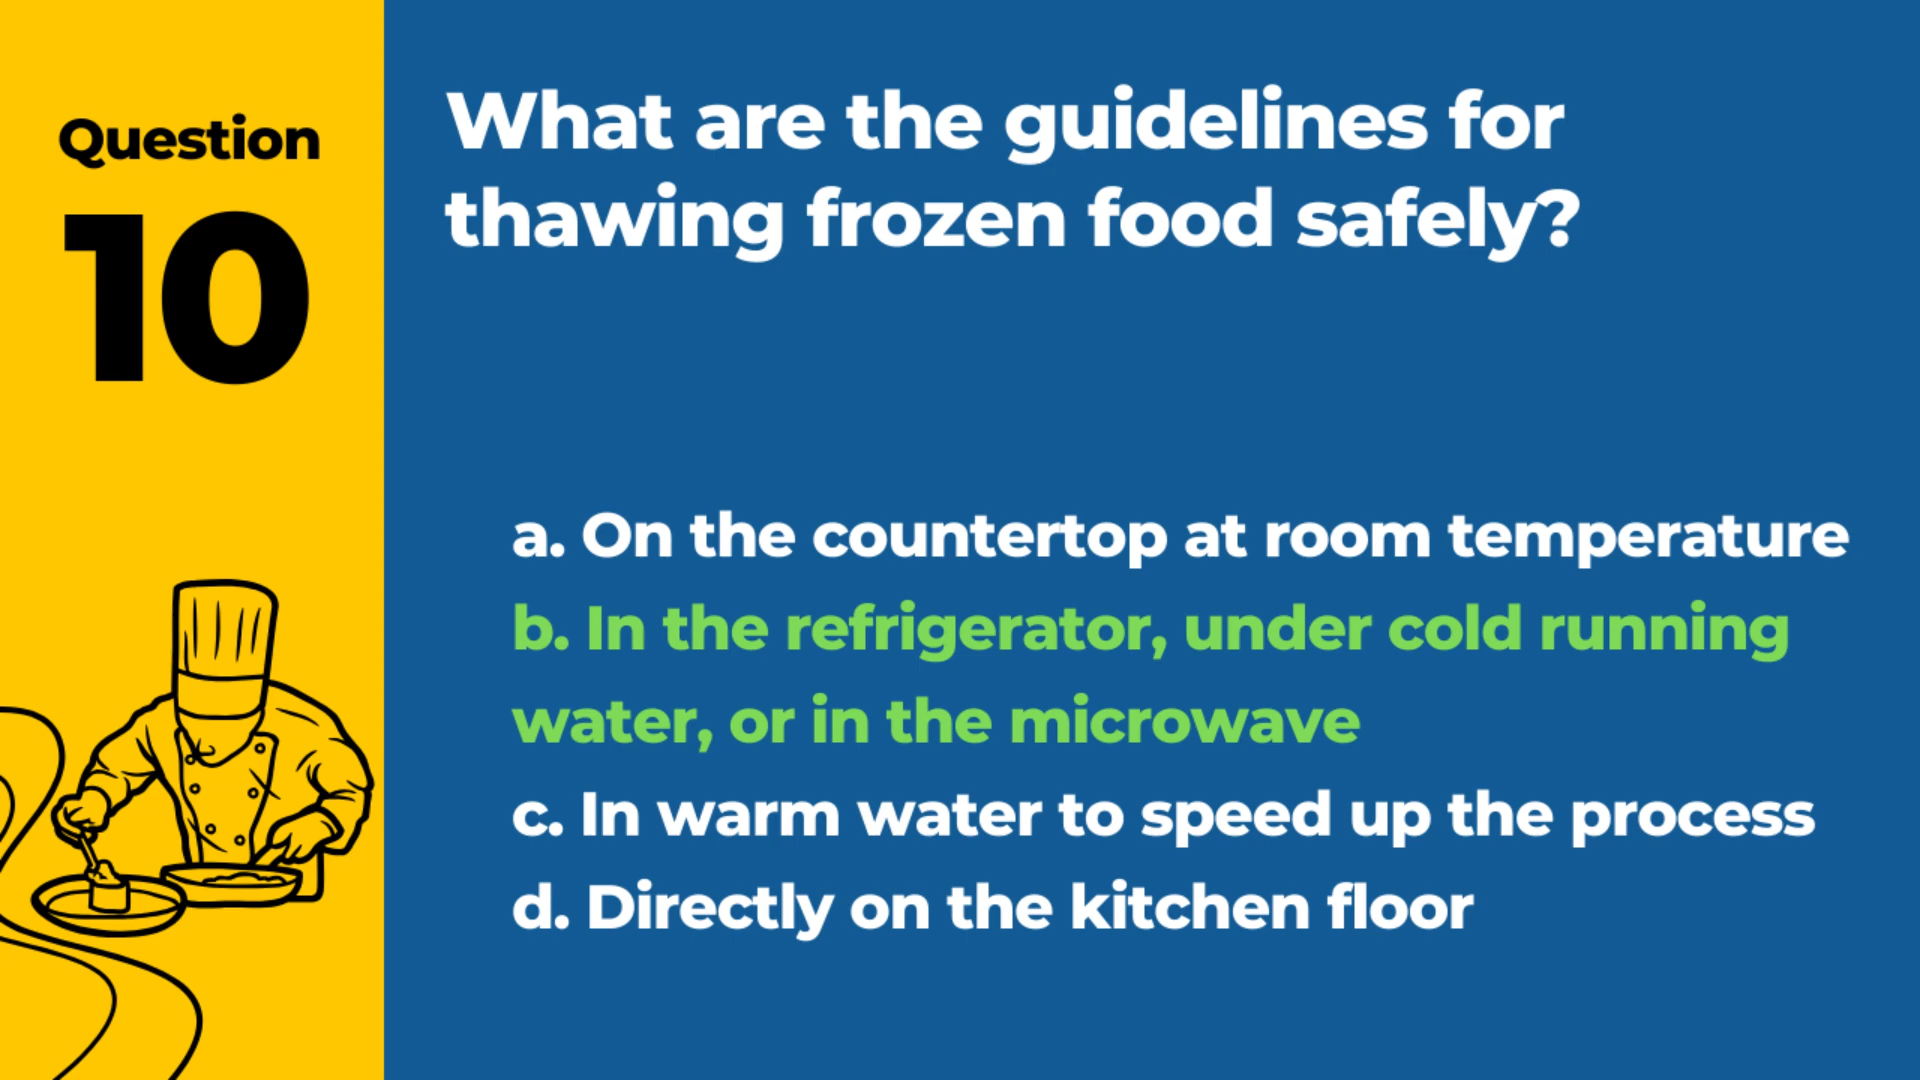 Question
10
What are the guidelines for
thawing frozen food safely?
a. On the countertop at room temperature
b. In the refrigerator, under cold running
water, or in the microwave
c. In warm water to speed up the process
d. Directly on the kitchen floor